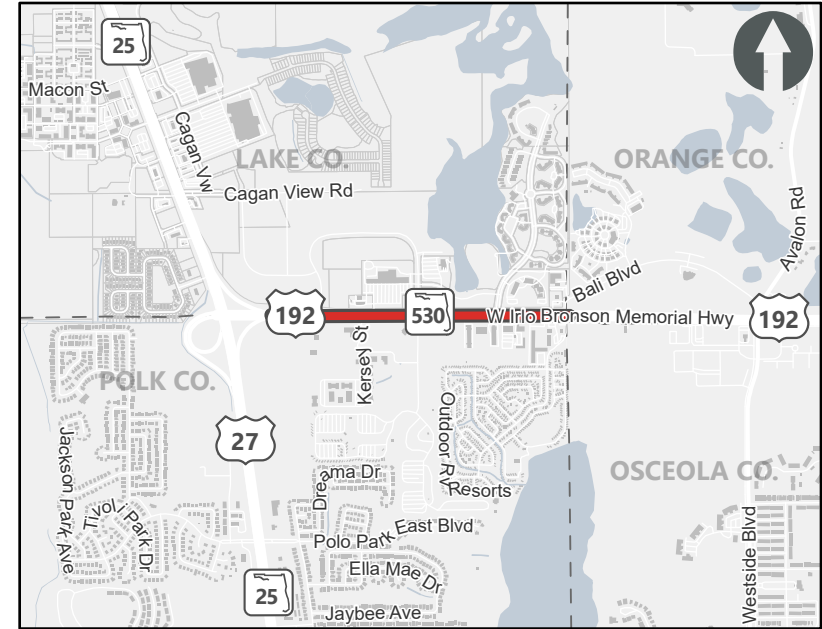 25
Macon St
Cagan Vw
LAKE CO.
ORANGE CO.
Cagan View Rd
Avalon Rd
Bali Blvd
192
530
W Irlo Bronson Memorial Hwy
192
Kersey St
POLK CO.
27
Outdoor RV
Resorts
Jackson Park Ave
Tivoli Park Dr
Dreanna Dr
OSCEOLA CO.
Polo Park East Blvd
Ella Mae Dr
Westside Blvd
25
Jaybee Ave